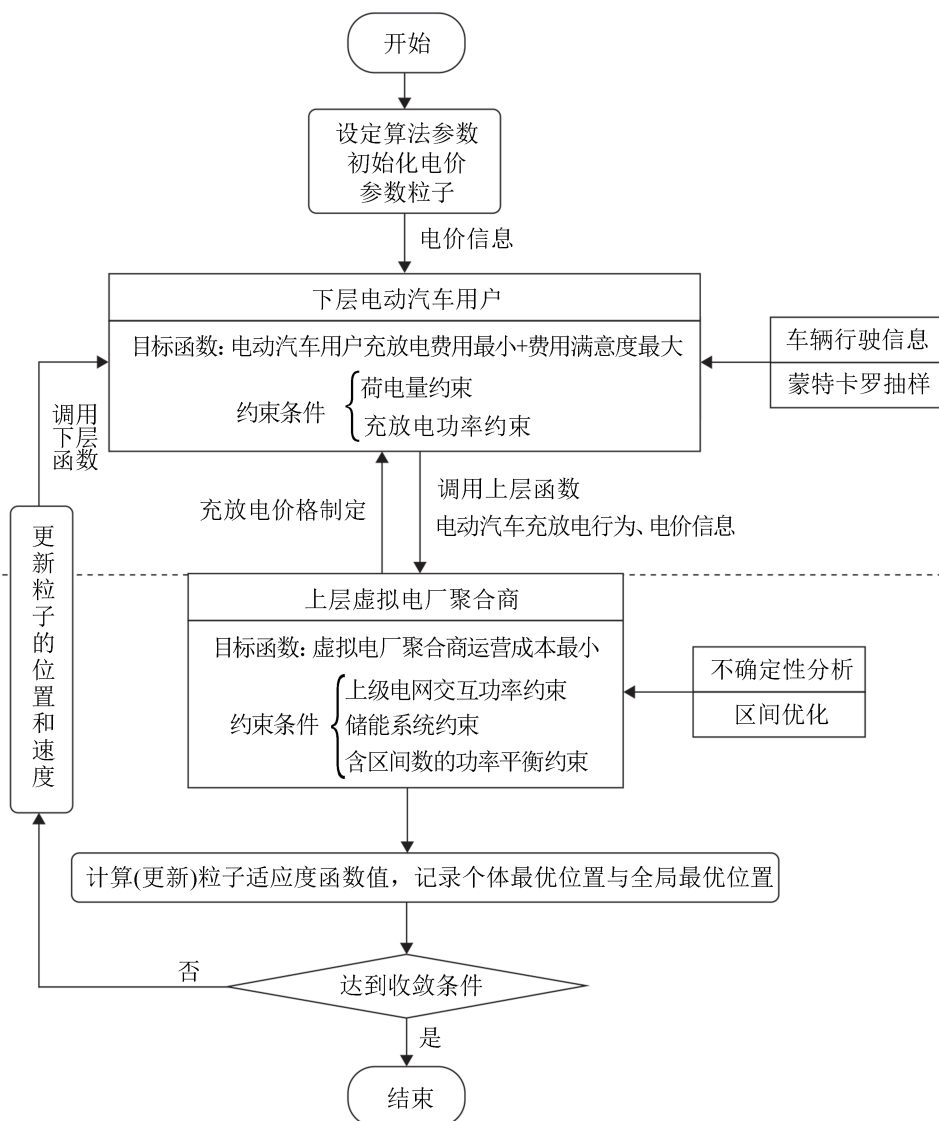 开始
设定算法参数
初始化电价
参数粒子
电价信息
下层电动汽车用户
目标函数: 电动汽车用户充放电费用最小+费用满意度最大
约束条件
荷电量约束
充放电功率约束
车辆行驶信息
蒙特卡罗抽样
调用
下层
函数
充放电价格制定
调用上层函数
电动汽车充放电行为、电价信息
更新粒子的位置和速度
上层虚拟电厂聚合商
目标函数: 虚拟电厂聚合商运营成本最小
约束条件
上级电网交互功率约束
储能系统约束
含区间数的功率平衡约束
不确定性分析
区间优化
计算(更新)粒子适应度函数值，记录个体最优位置与全局最优位置
否
达到收敛条件
是
结束